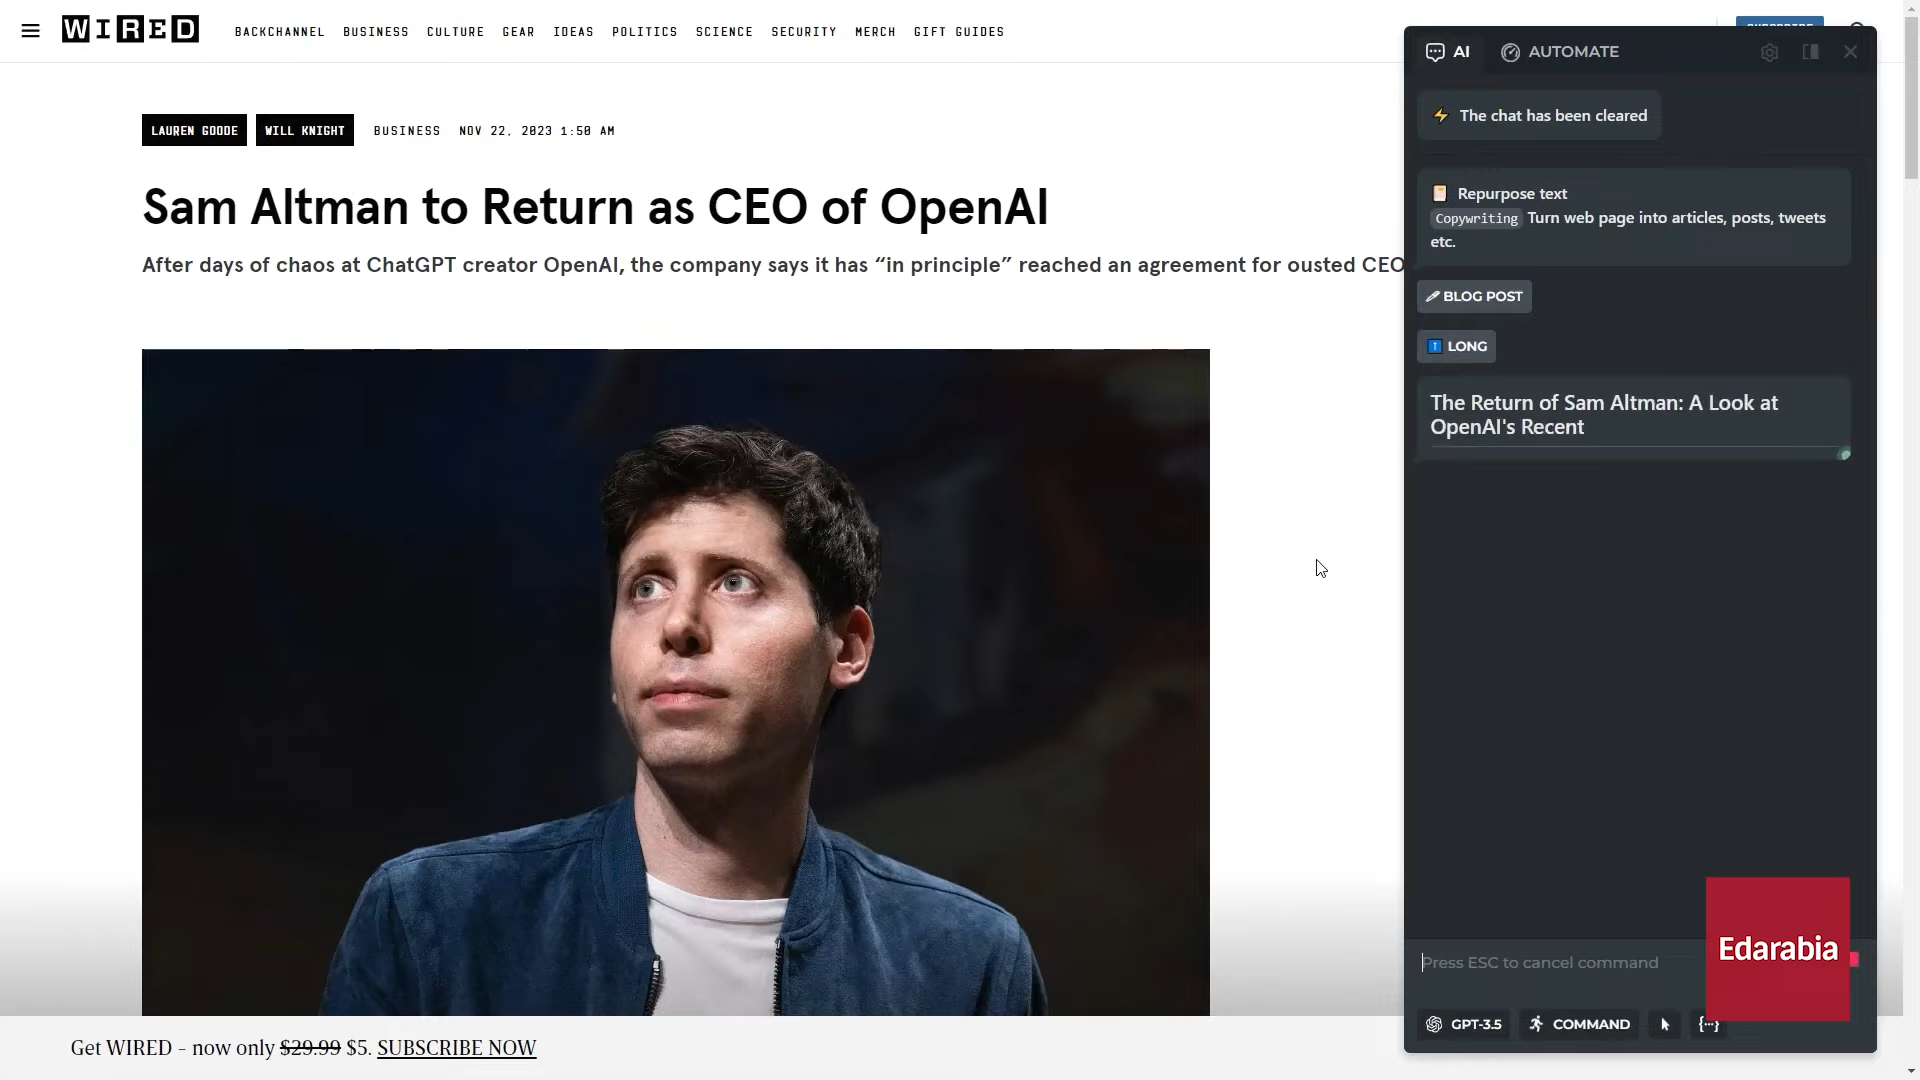 WIRED
BACKCHANNEL BUSINESS CULTURE GEAR IDEAS POLITICS SCIENCE SECURITY MERCH GIFT GUIDES
LAUREN GOODE WILL KNIGHT BUSINESS NOV 22, 2023 1:50 AM
Sam Altman to Return as CEO of OpenAI
After days of chaos at ChatGPT creator OpenAI, the company says it has “in principle” reached an agreement for ousted CEO
Get WIRED - now only $29.99 $5. SUBSCRIBE NOW
AI AUTOMATE
The chat has been cleared
Repurpose text
Copywriting Turn web page into articles, posts, tweets
etc.
BLOG POST
LONG
The Return of Sam Altman: A Look at
OpenAI's Recent
Press ESC to cancel command
GPT-3.5 COMMAND
Edarabia